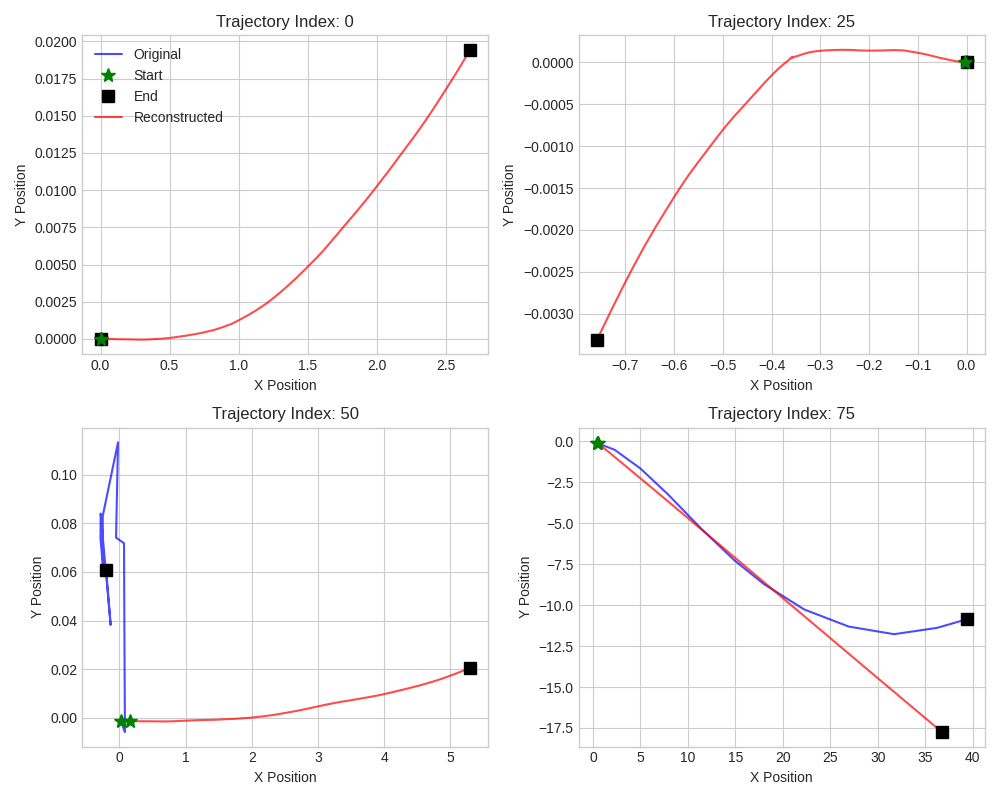 Trajectory Index: 0
Original
Start
End
Reconstructed
0.0200
0.0175
0.0150
0.0125
0.0100
0.0075
0.0050
0.0025
0.0000
Y Position
0.0 0.5 1.0 1.5 2.0 2.5
X Position
Trajectory Index: 25
0.0000
−0.0005
−0.0010
−0.0015
−0.0020
−0.0025
−0.0030
Y Position
−0.7 −0.6 −0.5 −0.4 −0.3 −0.2 −0.1 0.0
X Position
Trajectory Index: 50
0.10
0.08
0.06
0.04
0.02
0.00
Y Position
0 1 2 3 4 5
X Position
Trajectory Index: 75
0.0
−2.5
−5.0
−7.5
−10.0
−12.5
−15.0
−17.5
Y Position
0 5 10 15 20 25 30 35 40
X Position